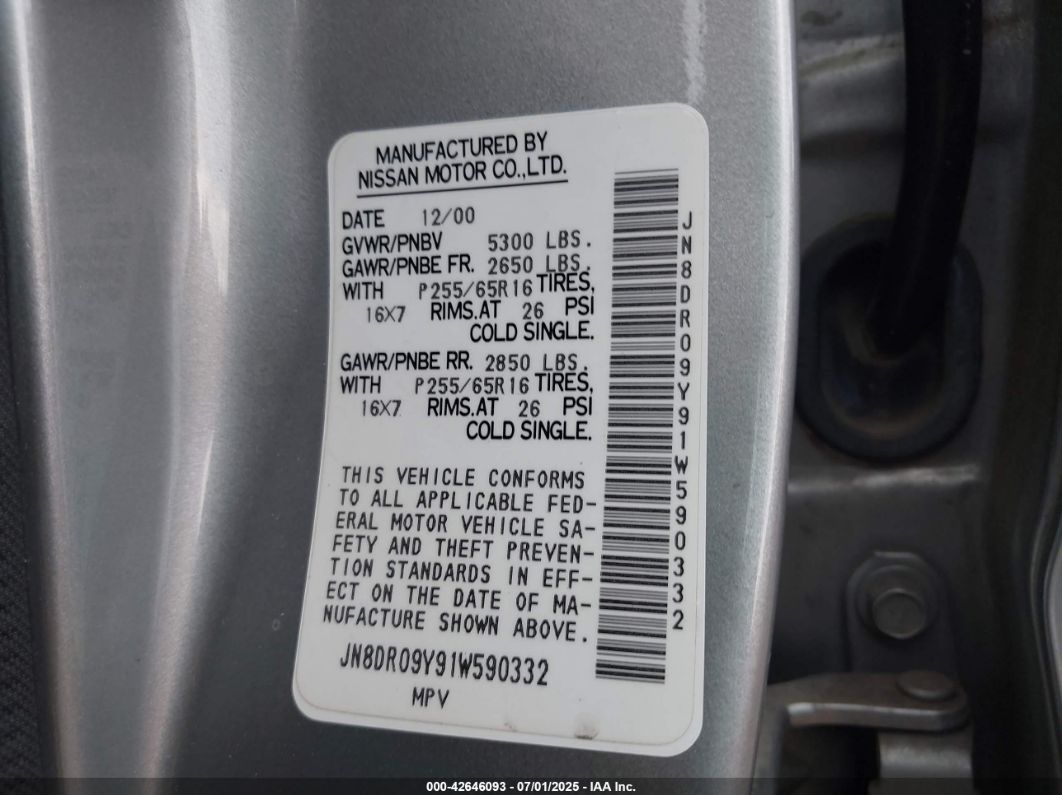 MANUFACTURED BY
NISSAN MOTOR CO.,LTD.
DATE 12/00
GVWR/PNBV 5300 LBS.
GAWR/PNBE FR. 2650 LBS.
WITH P255/65R16 TIRES,
16X7 RIMS.AT 26 PSI
COLD SINGLE.
GAWR/PNBE RR. 2850 LBS.
WITH P255/65R16 TIRES,
16X7 RIMS.AT 26 PSI
COLD SINGLE.
THIS VEHICLE CONFORMS
TO ALL APPLICABLE FED-
ERAL MOTOR VEHICLE SA-
FETY AND THEFT PREVEN-
TION STANDARDS IN EFF-
ECT ON THE DATE OF MA-
NUFACTURE SHOWN ABOVE.
JN8DR09Y91W590332
MPV
JN8DR09Y91W590332
000-42646093 - 07/01/2025 - IAA Inc.